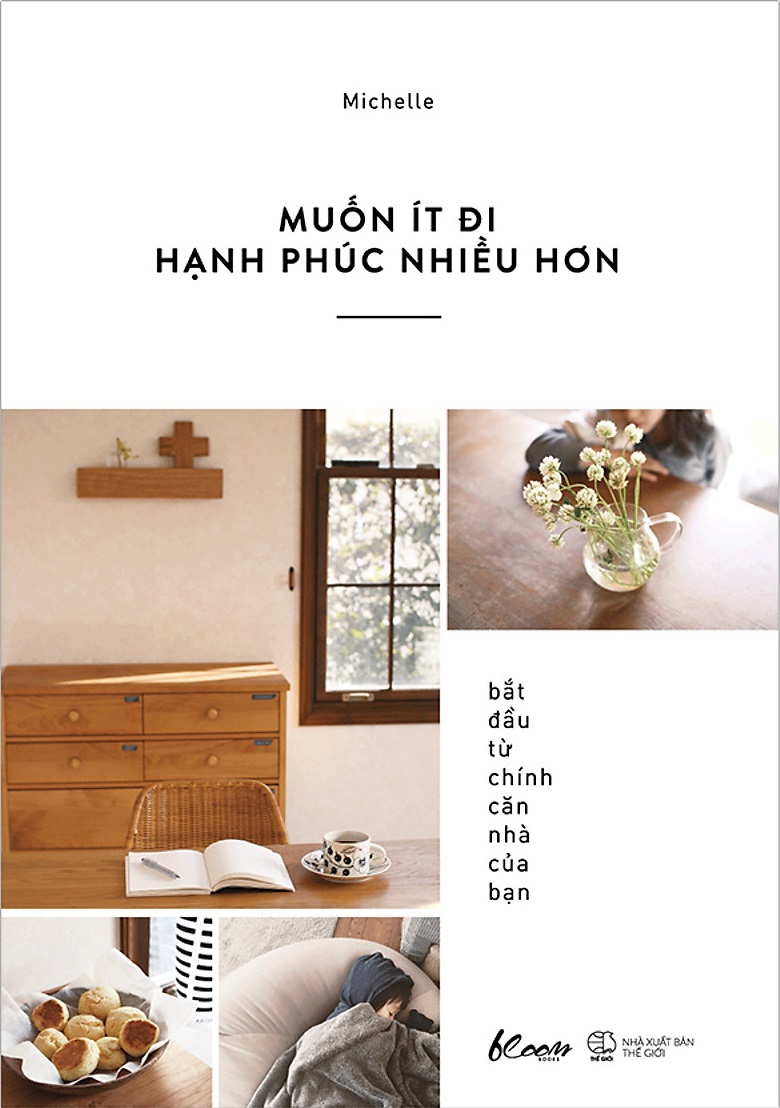 Michelle
MUỐN ÍT ĐI
HẠNH PHÚC NHIỀU HƠN
bắt
đầu
từ
chính
căn
nhà
của
bạn
bloom
BOOKS
THẾ GIỚI
NHÀ XUẤT BẢN
THẾ GIỚI